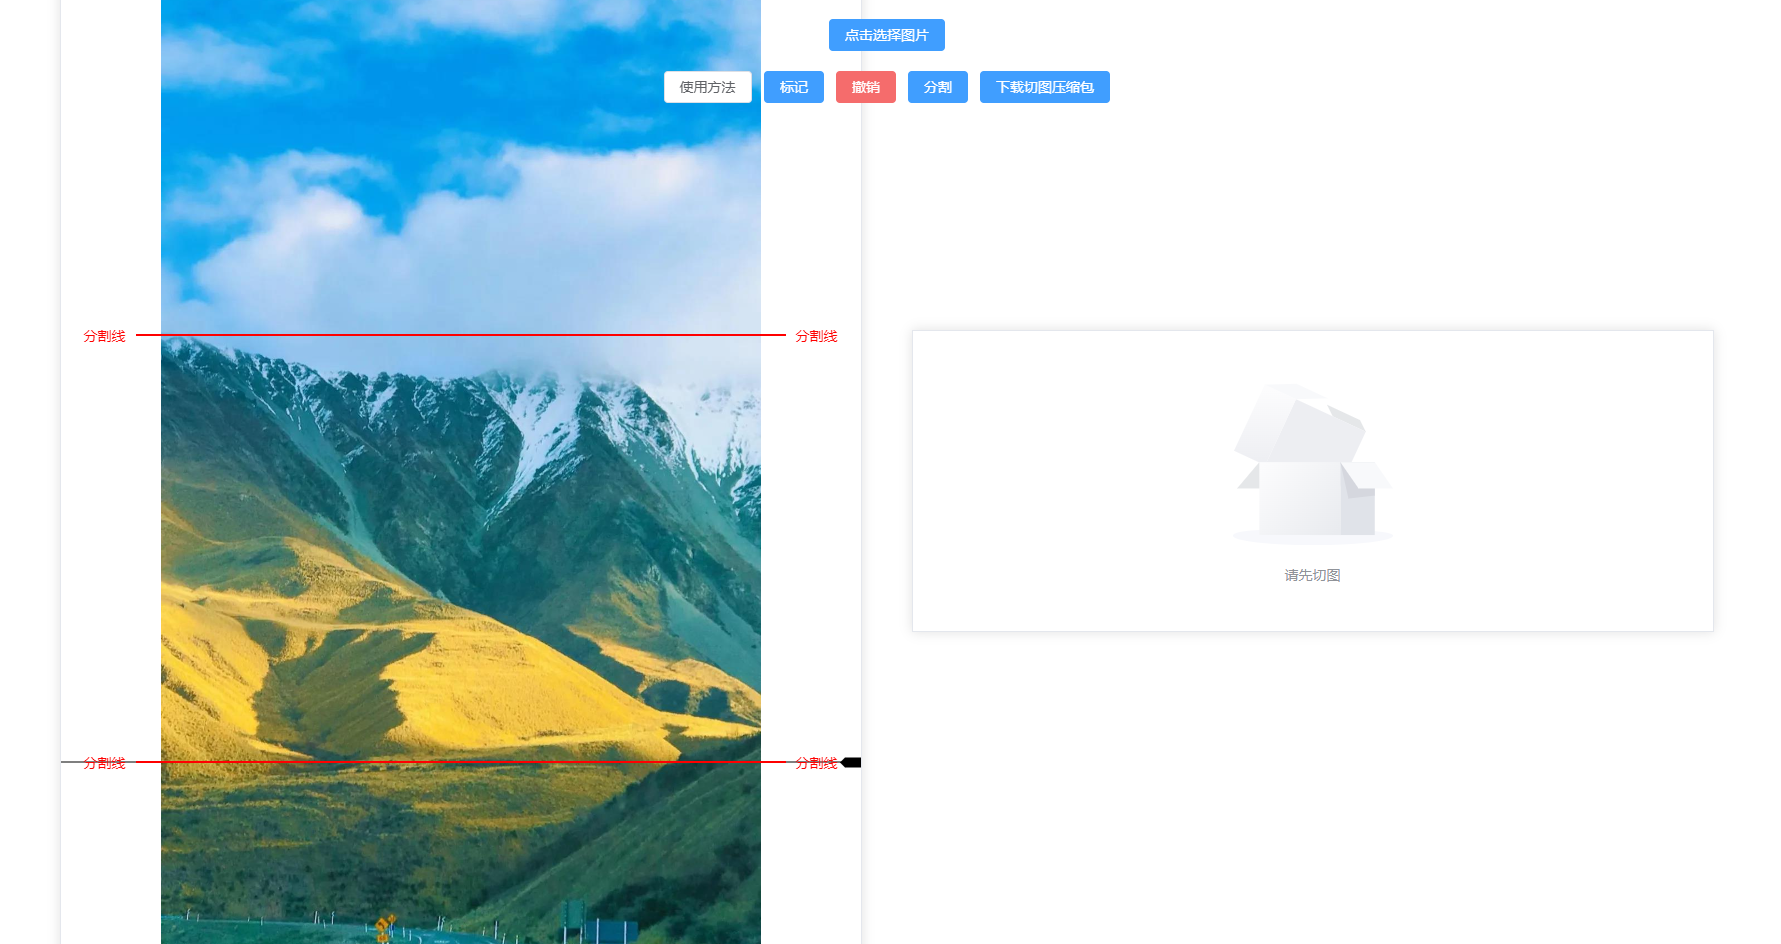 点击选择图片
使用方法 标记 撤销 分割 下载切图压缩包
分割线 分割线
请先切图
分割线 分割线